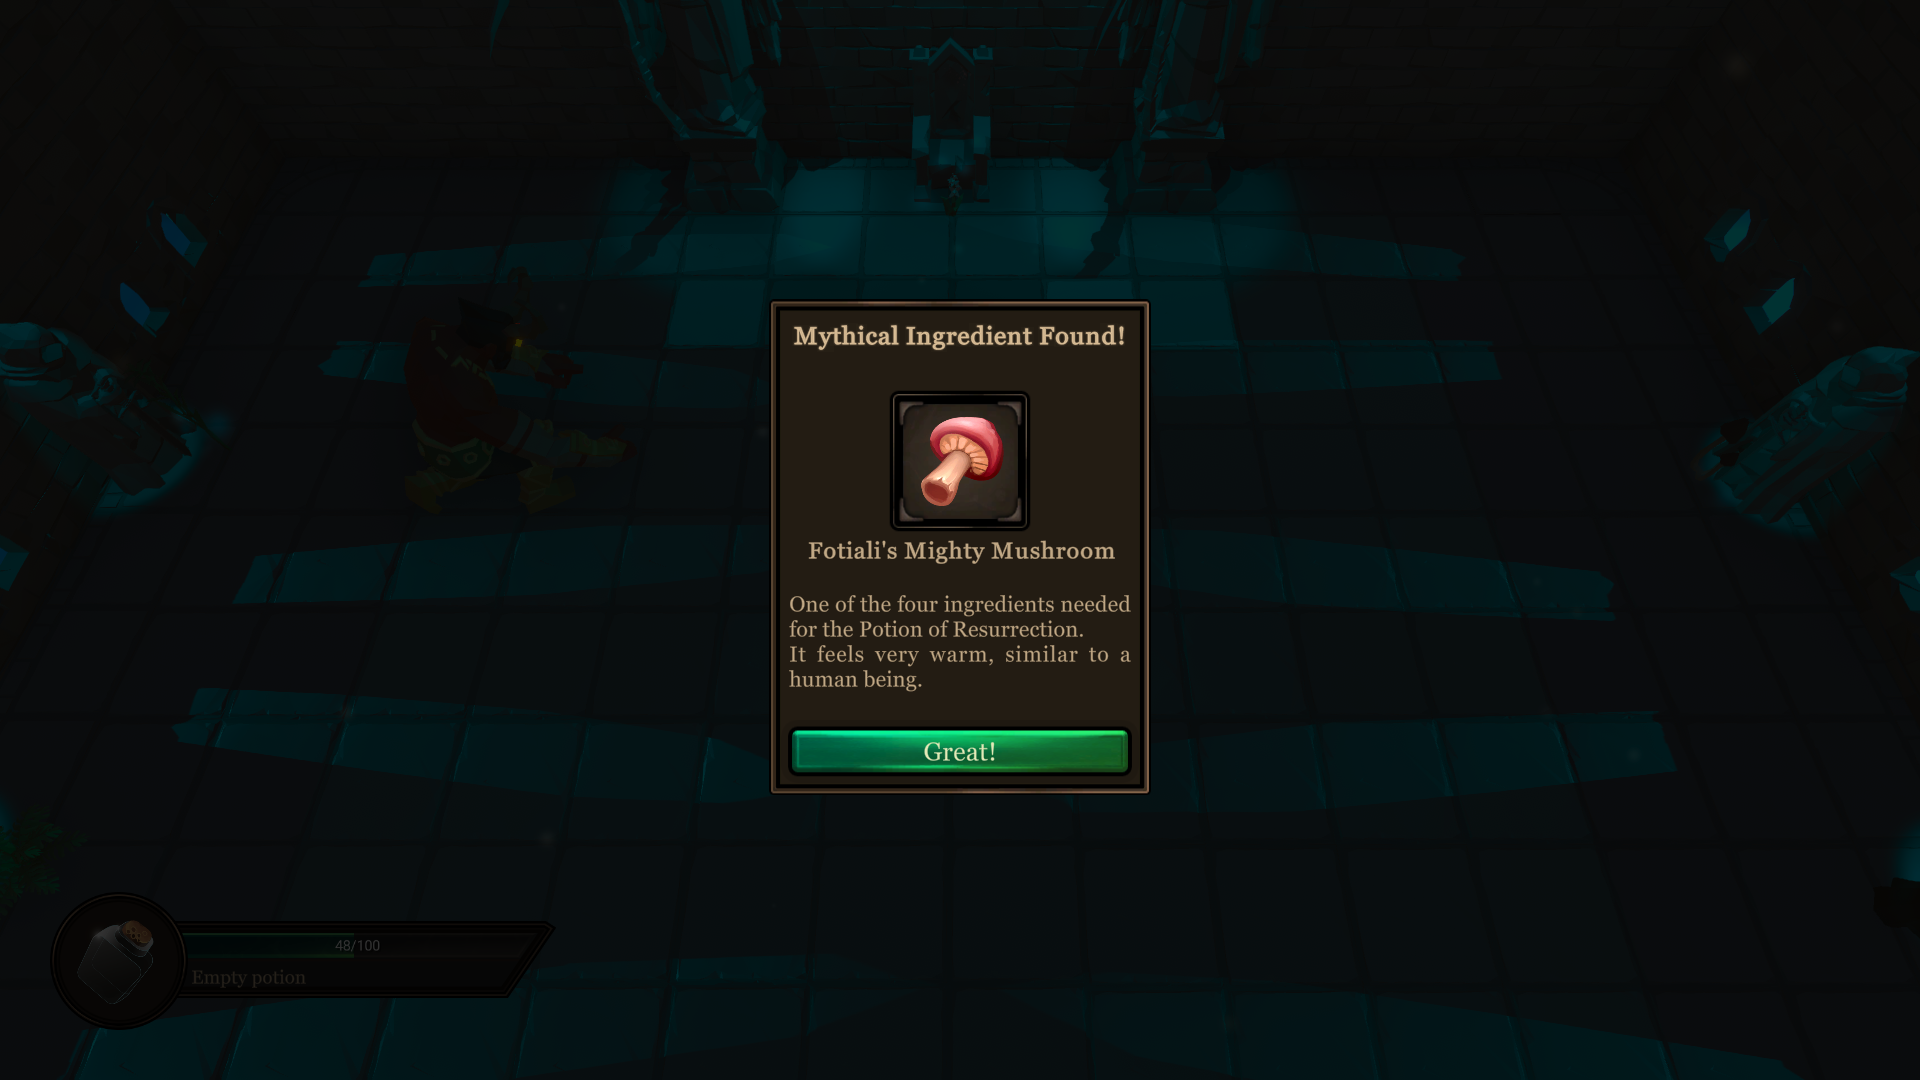 Mythical Ingredient Found!
Fotiali's Mighty Mushroom
One of the four ingredients needed
for the Potion of Resurrection.
It feels very warm, similar to a
human being.
Great!
48/100
Empty potion